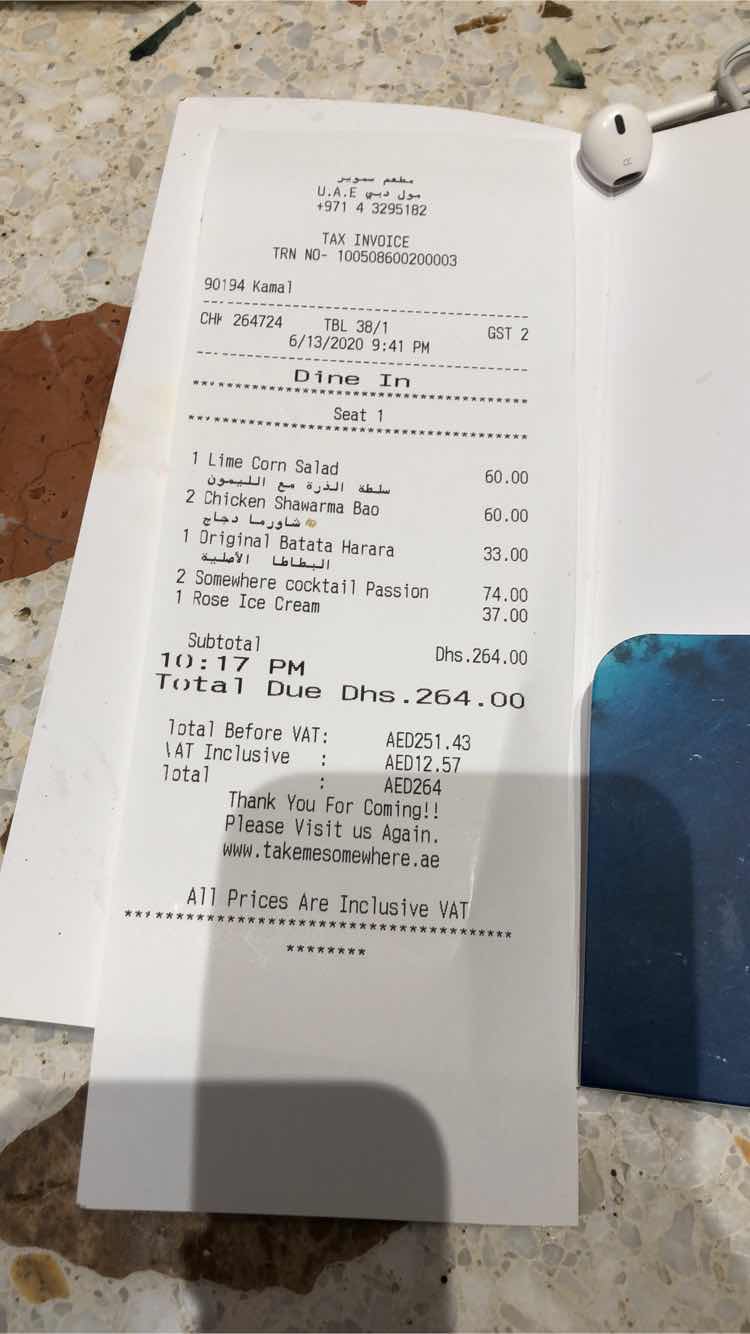 مطعم سموير
مول دبي U.A.E
+971 4 3295182
TAX INVOICE
TRN NO- 100508600200003
90194 Kamal
--------------------------------------
CHK 264724 TBL 38/1 GST 2
6/13/2020 9:41 PM
--------------------------------------
Dine In
****************************************
Seat 1
****************************************
1 Lime Corn Salad 60.00
سلطة الذرة مع الليمون
2 Chicken Shawarma Bao 60.00
شاورما دجاج
1 Original Batata Harara 33.00
البطاطا الأصلية
2 Somewhere cocktail Passion 74.00
1 Rose Ice Cream 37.00
Subtotal Dhs.264.00
10:17 PM
Total Due Dhs.264.00
Total Before VAT: AED251.43
VAT Inclusive : AED12.57
Total : AED264
Thank You For Coming!!
Please Visit us Again.
www.takemesomewhere.ae
All Prices Are Inclusive VAT
****************************************
********